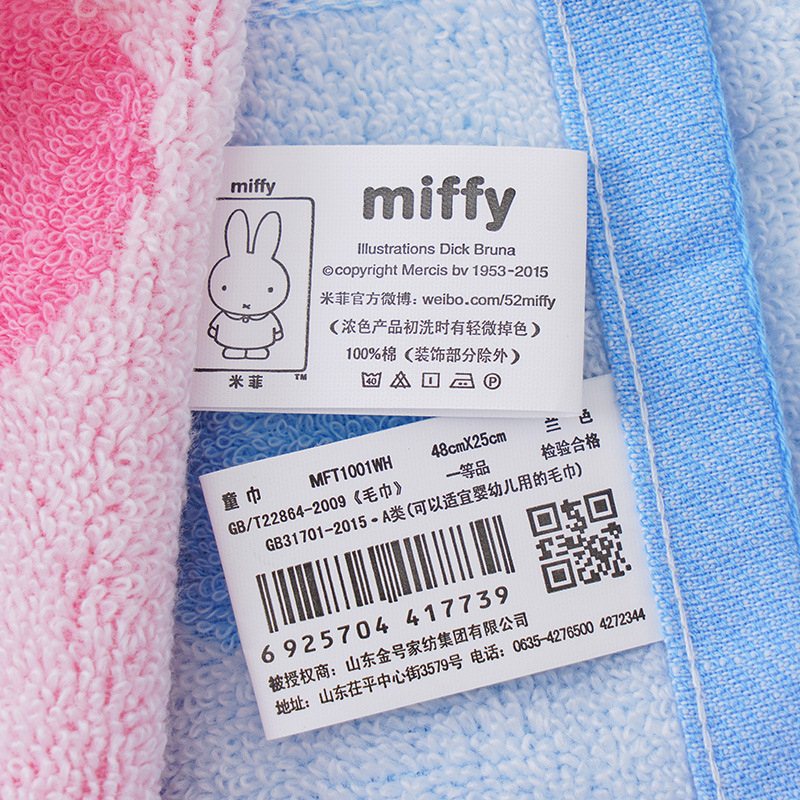 miffy
米菲
TM
miffy
Illustrations Dick Bruna
©copyright Mercis bv 1953-2015
米菲官方微博: weibo.com/52miffy
(浓色产品初洗时有轻微掉色)
100%棉 (装饰部分除外)
40 P
童巾 MFT1001WH 48cmX25cm 兰色
一等品 检验合格
GB/T22864-2009《毛巾》
GB31701-2015·A类(可以适宜婴幼儿用的毛巾)
6 925704 417739
被授权商: 山东金号家纺集团有限公司
地址: 山东茌平中心街3579号 电话: 0635-4276500 4272344